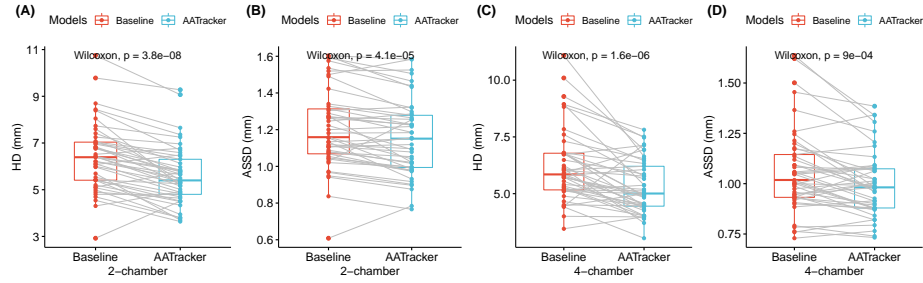 (A)
Models Baseline AATracker
Wilcoxon, p = 3.8e−08
HD (mm)
11
9
7
5
3
Baseline AATracker
2−chamber
(B)
Models Baseline AATracker
Wilcoxon, p = 4.1e−05
ASSD (mm)
1.6
1.4
1.2
1.0
0.8
0.6
Baseline AATracker
2−chamber
(C)
Models Baseline AATracker
Wilcoxon, p = 1.6e−06
HD (mm)
10.0
7.5
5.0
Baseline AATracker
4−chamber
(D)
Models Baseline AATracker
Wilcoxon, p = 9e−04
ASSD (mm)
1.50
1.25
1.00
0.75
Baseline AATracker
4−chamber